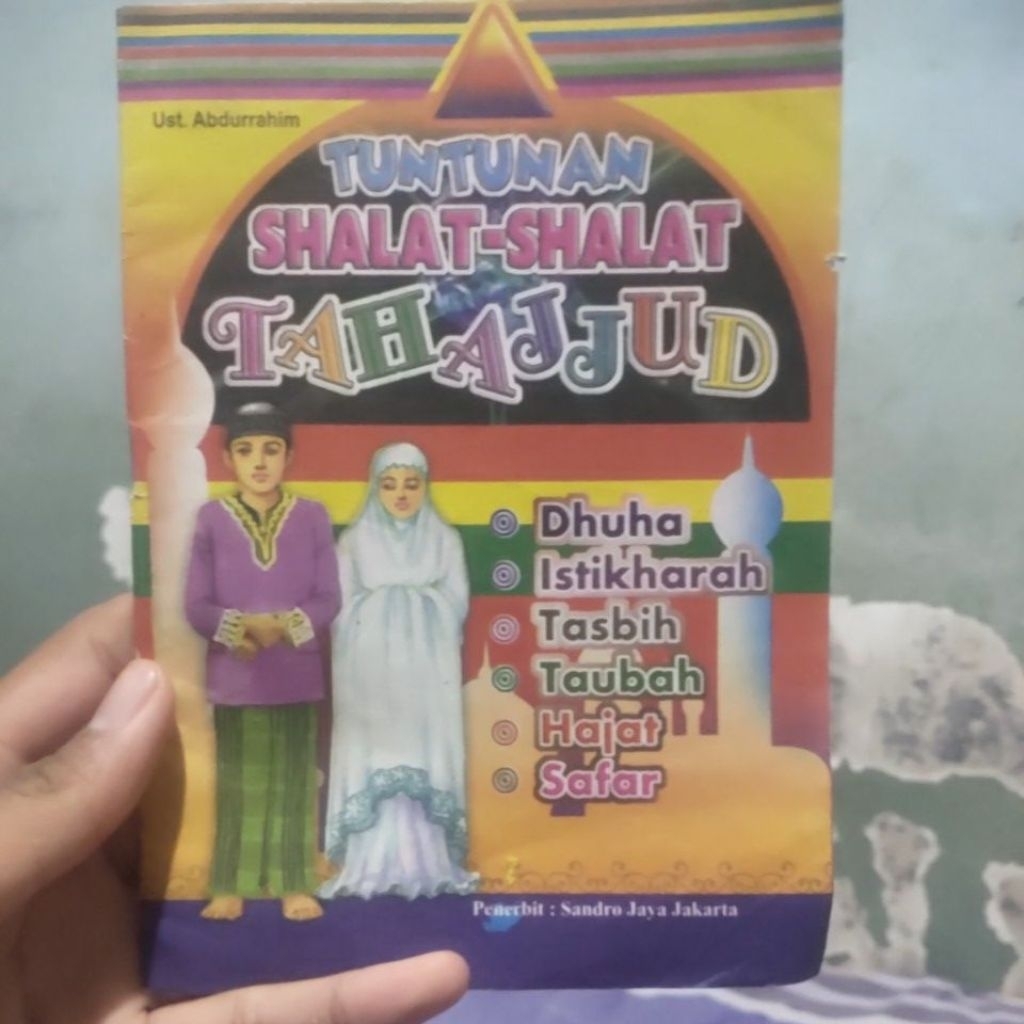 Ust. Abdurrahim
TUNTUNAN
SHALAT-SHALAT
TAHAJJUD
Dhuha
Istikharah
Tasbih
Taubah
Hajat
Safar
Penerbit : Sandro Jaya Jakarta